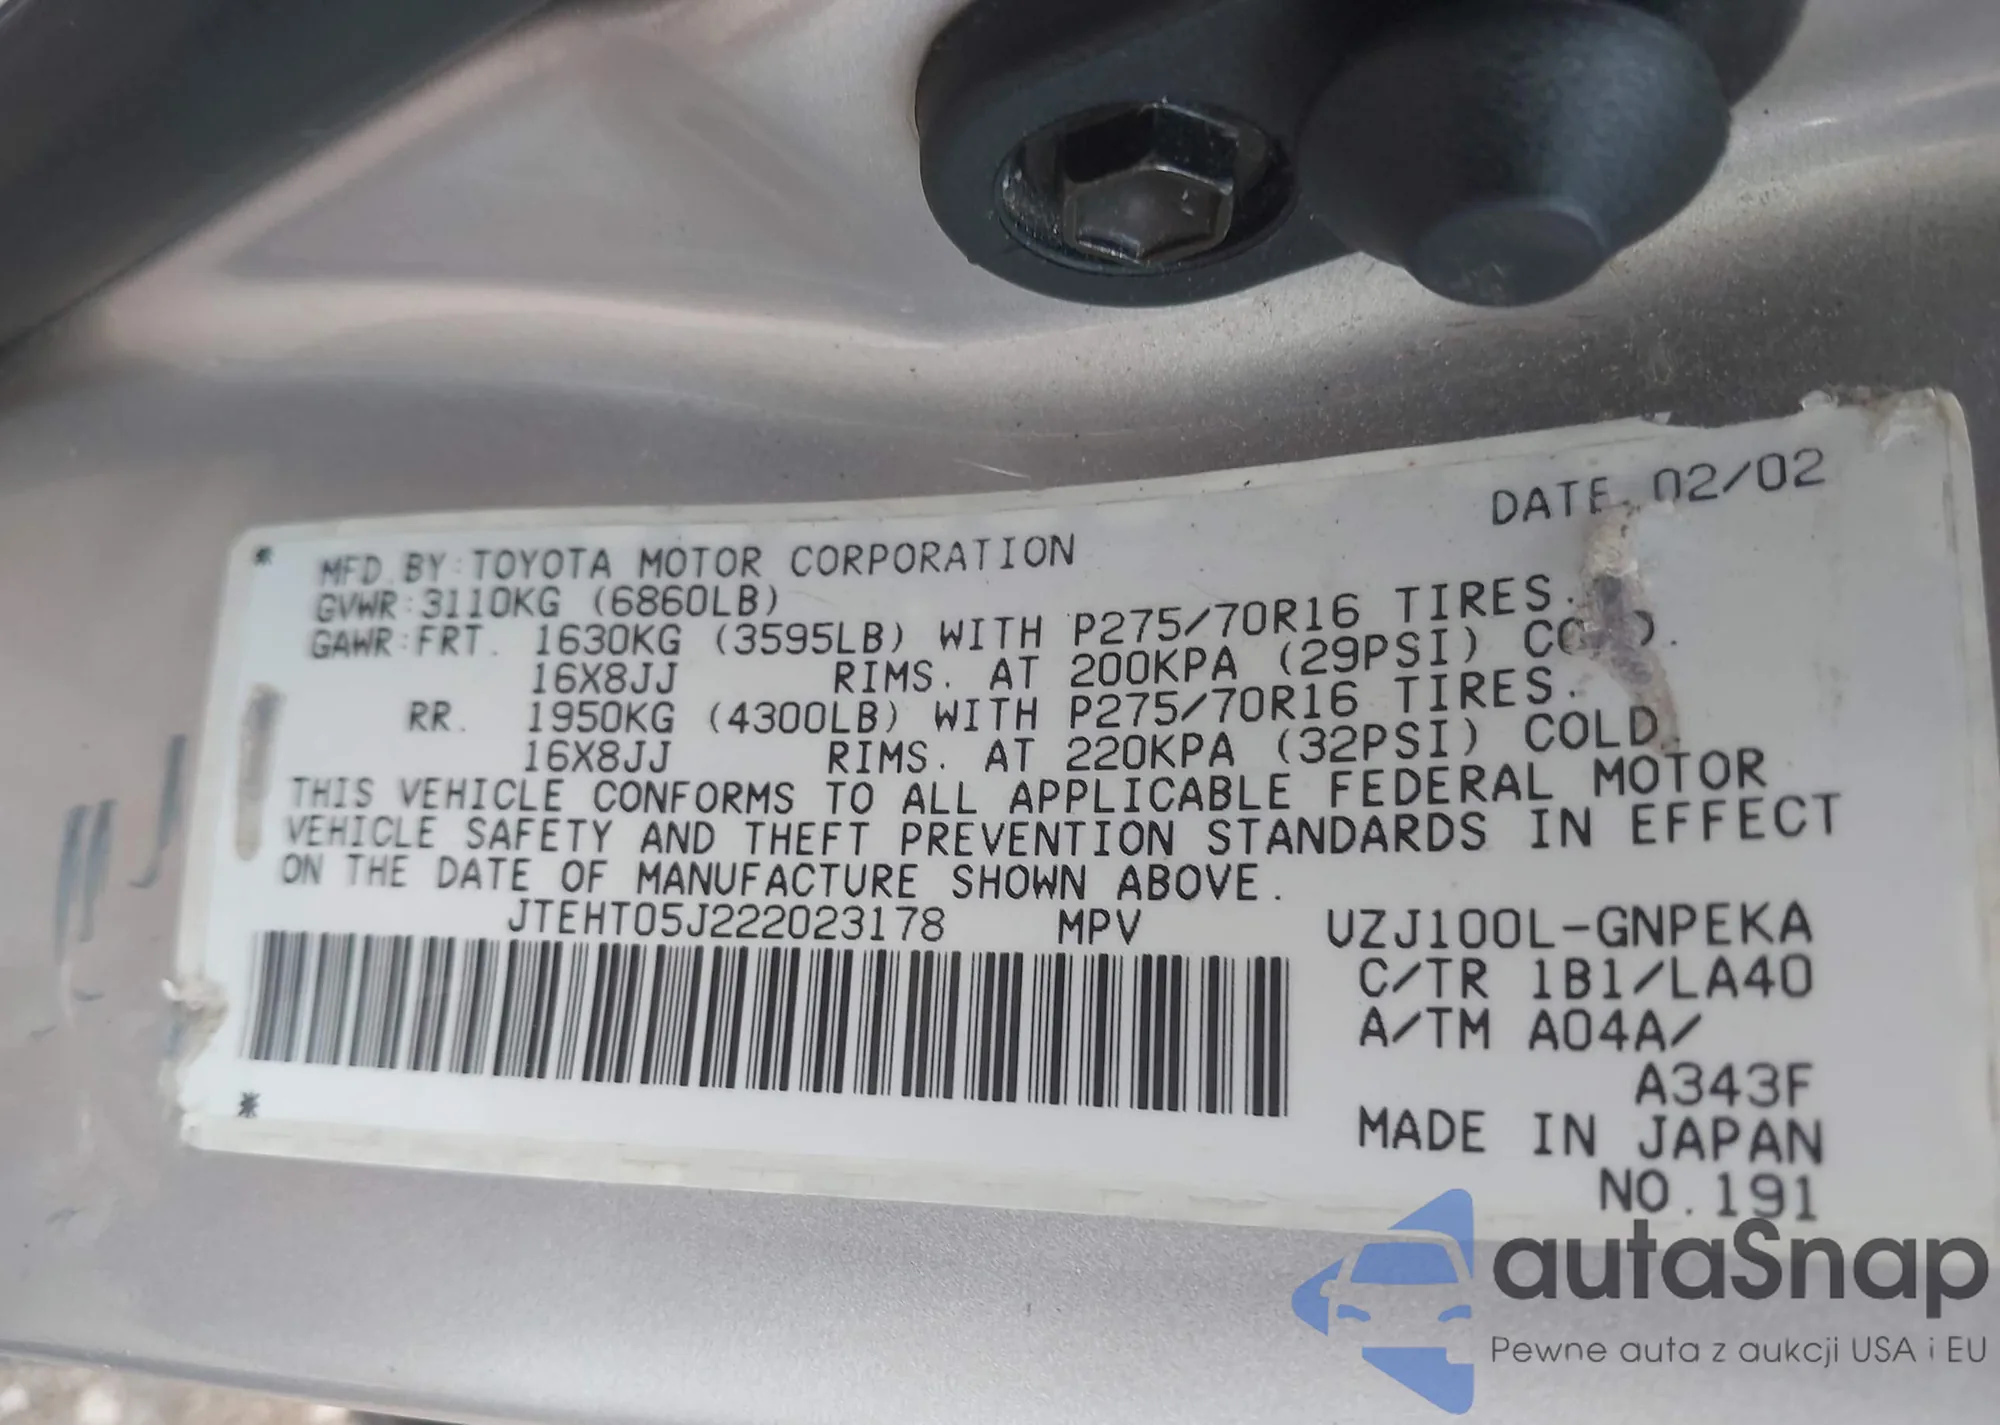 DATE. 02/02
* MFD. BY: TOYOTA MOTOR CORPORATION
GVWR: 3110KG (6860LB)
GAWR: FRT. 1630KG (3595LB) WITH P275/70R16 TIRES.
16X8JJ RIMS. AT 200KPA (29PSI)
RR. 1950KG (4300LB) WITH P275/70R16 TIRES.
16X8JJ RIMS. AT 220KPA (32PSI) COLD
THIS VEHICLE CONFORMS TO ALL APPLICABLE FEDERAL MOTOR
VEHICLE SAFETY AND THEFT PREVENTION STANDARDS IN EFFECT
ON THE DATE OF MANUFACTURE SHOWN ABOVE.
JTEHT05J222023178 MPV UZJ100L-GNPEKA
C/TR 1B1/LA40
A/TM A04A/
A343F
* MADE IN JAPAN
NO. 191
autaSnap
Pewne auta z aukcji USA i EU